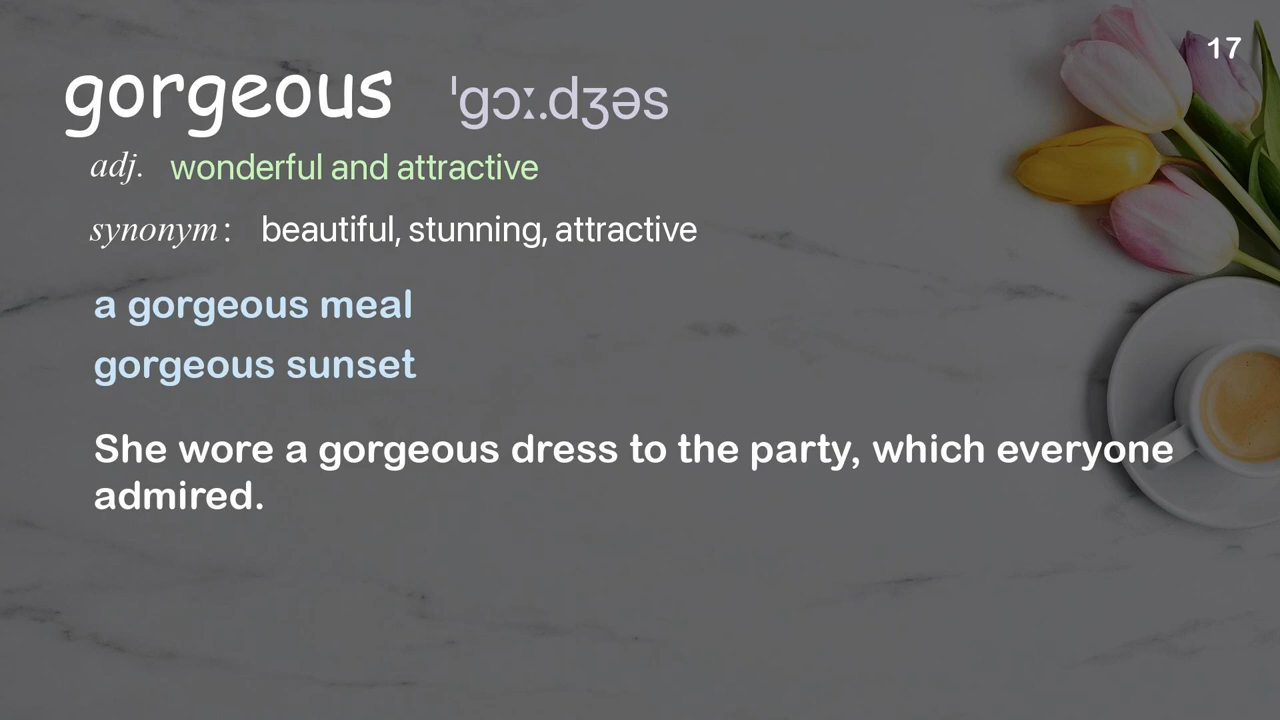 17
gorgeous ˈɡɔː.dʒəs
adj. wonderful and attractive
synonym: beautiful, stunning, attractive
a gorgeous meal
gorgeous sunset
She wore a gorgeous dress to the party, which everyone
admired.